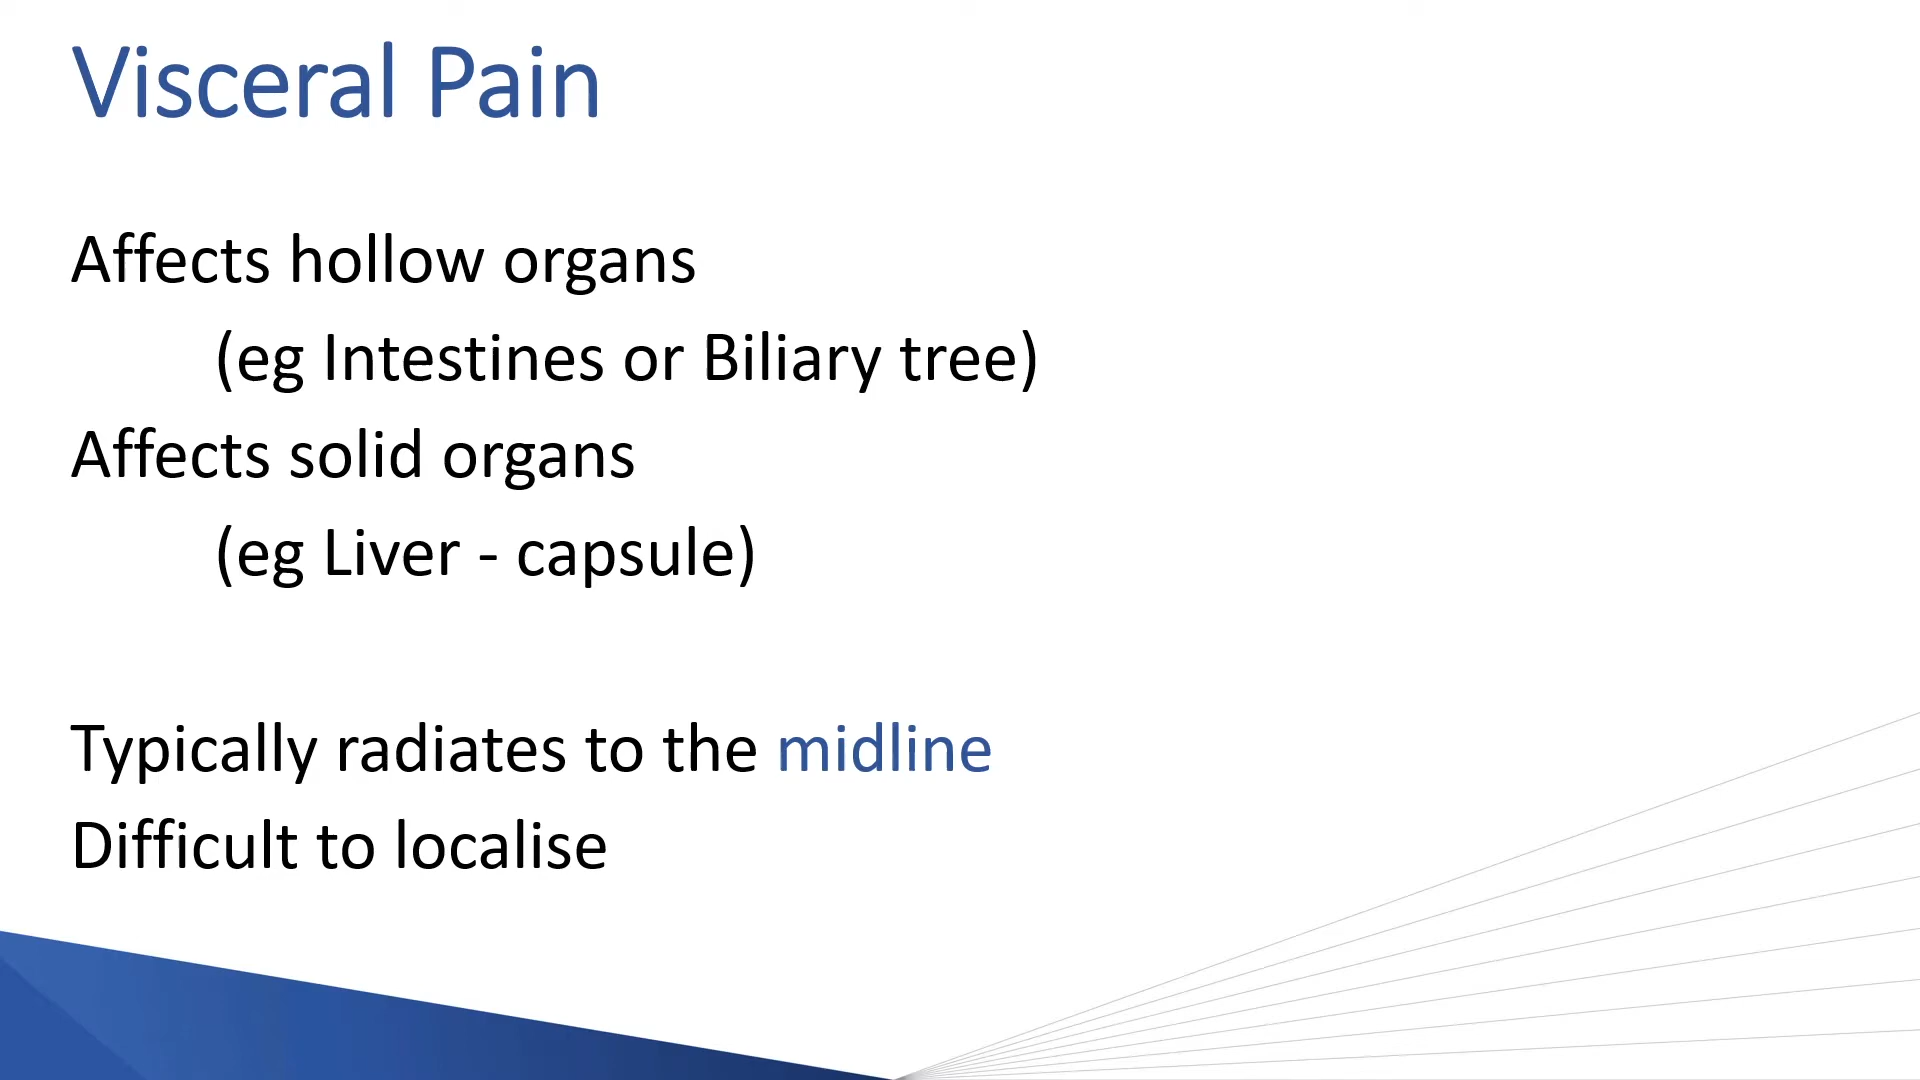 Visceral Pain
Affects hollow organs
(eg Intestines or Biliary tree)
Affects solid organs
(eg Liver - capsule)
Typically radiates to the midline
Difficult to localise